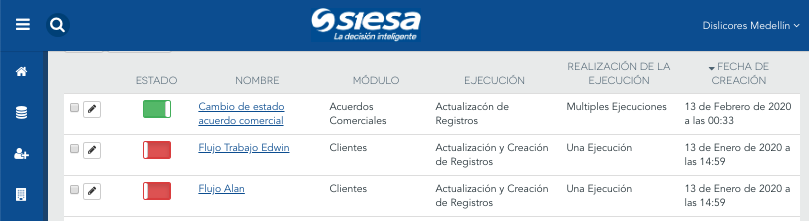 siesa
La decisión inteligente
Dislicores Medellín
ESTADO NOMBRE MÓDULO EJECUCIÓN REALIZACIÓN DE LA EJECUCIÓN FECHA DE CREACIÓN
Cambio de estado acuerdo comercial Acuerdos Comerciales Actualizacón de Registros Multiples Ejecuciones 13 de Febrero de 2020 a las 00:33
Flujo Trabajo Edwin Clientes Actualización y Creación de Registros Una Ejecución 13 de Enero de 2020 a las 14:59
Flujo Alan Clientes Actualización y Creación de Registros Una Ejecución 13 de Enero de 2020 a las 14:59